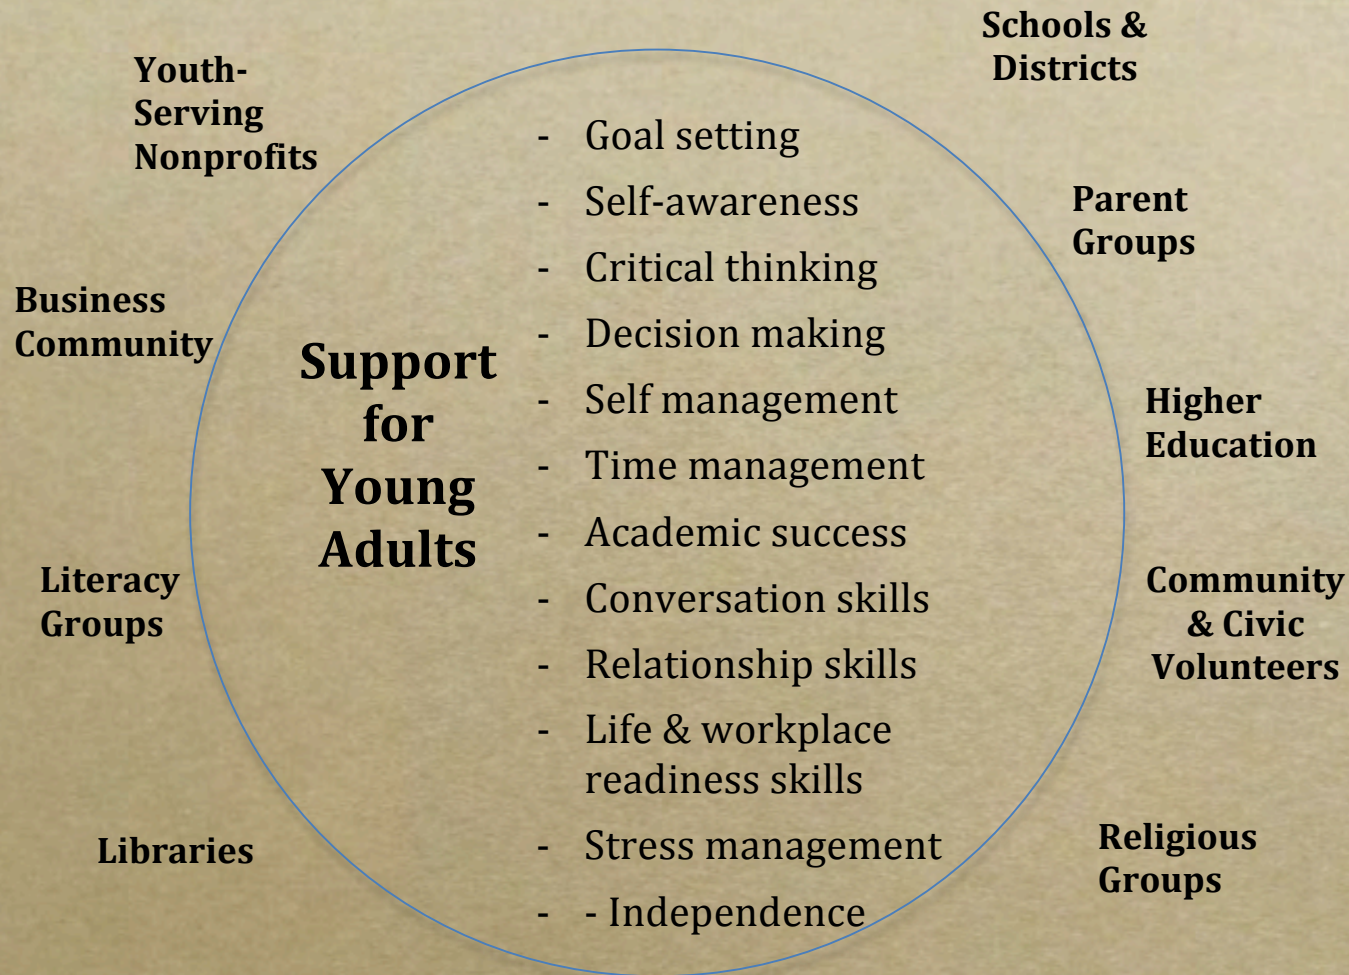 Schools &
Districts
Youth-
Serving
Nonprofits
- Goal setting
- Self-awareness
Parent
Groups
- Critical thinking
Business
Community
- Decision making
Support
for
Young
Adults
- Self management
Higher
Education
- Time management
- Academic success
Literacy
Groups
- Conversation skills
Community
& Civic
Volunteers
- Relationship skills
- Life & workplace
readiness skills
Libraries
- Stress management
Religious
Groups
- - Independence